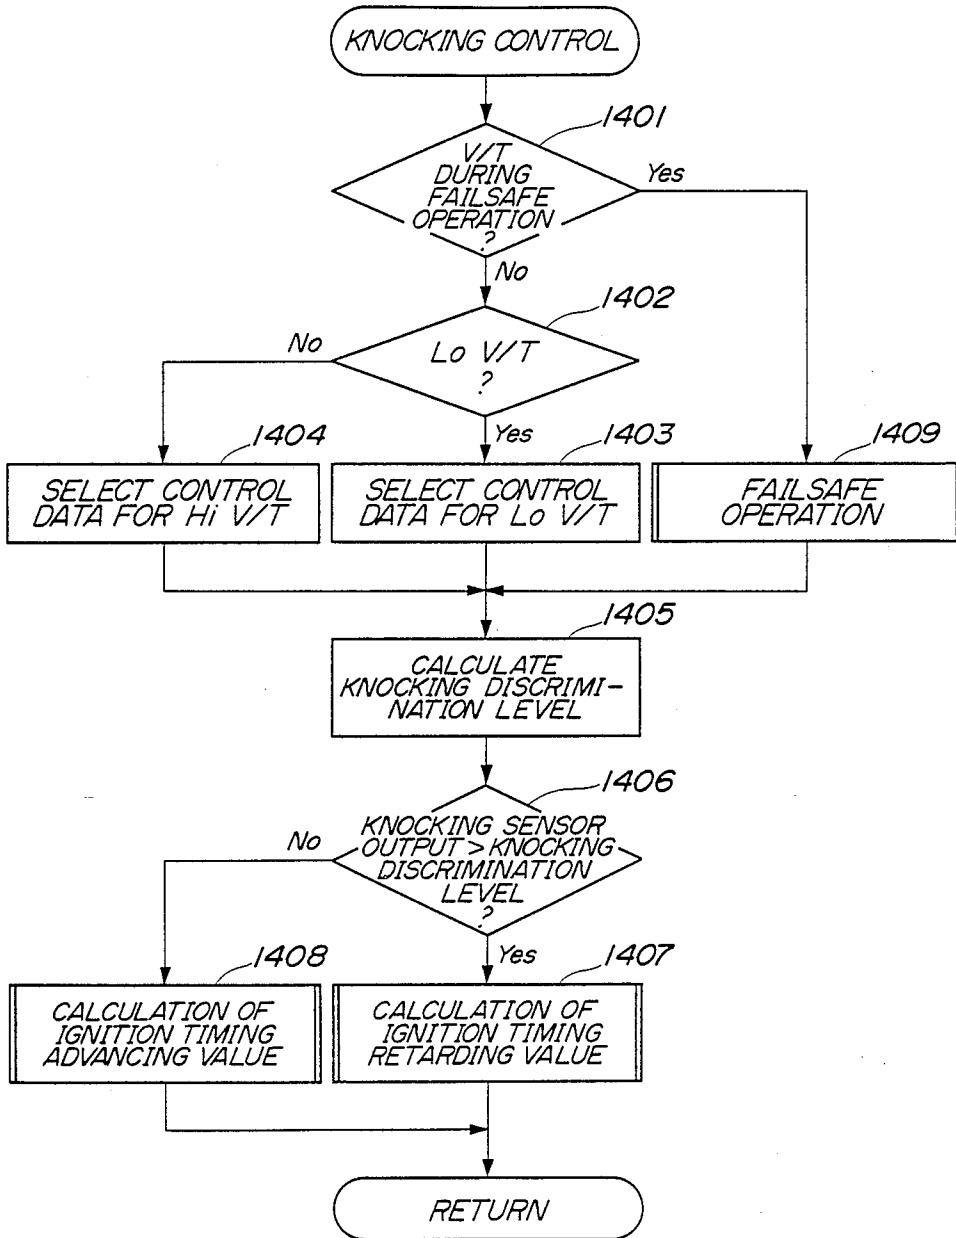 KNOCKING CONTROL
1401
V/T
DURING
FAILSAFE
OPERATION
?
Yes
No
1402
Lo V/T
?
No
Yes
1404
SELECT CONTROL
DATA FOR Hi V/T
1403
SELECT CONTROL
DATA FOR Lo V/T
1409
FAILSAFE
OPERATION
1405
CALCULATE
KNOCKING DISCRIMI-
NATION LEVEL
1406
KNOCKING SENSOR
OUTPUT > KNOCKING
DISCRIMINATION
LEVEL
?
No
Yes
1408
CALCULATION OF
IGNITION TIMING
ADVANCING VALUE
1407
CALCULATION OF
IGNITION TIMING
RETARDING VALUE
RETURN